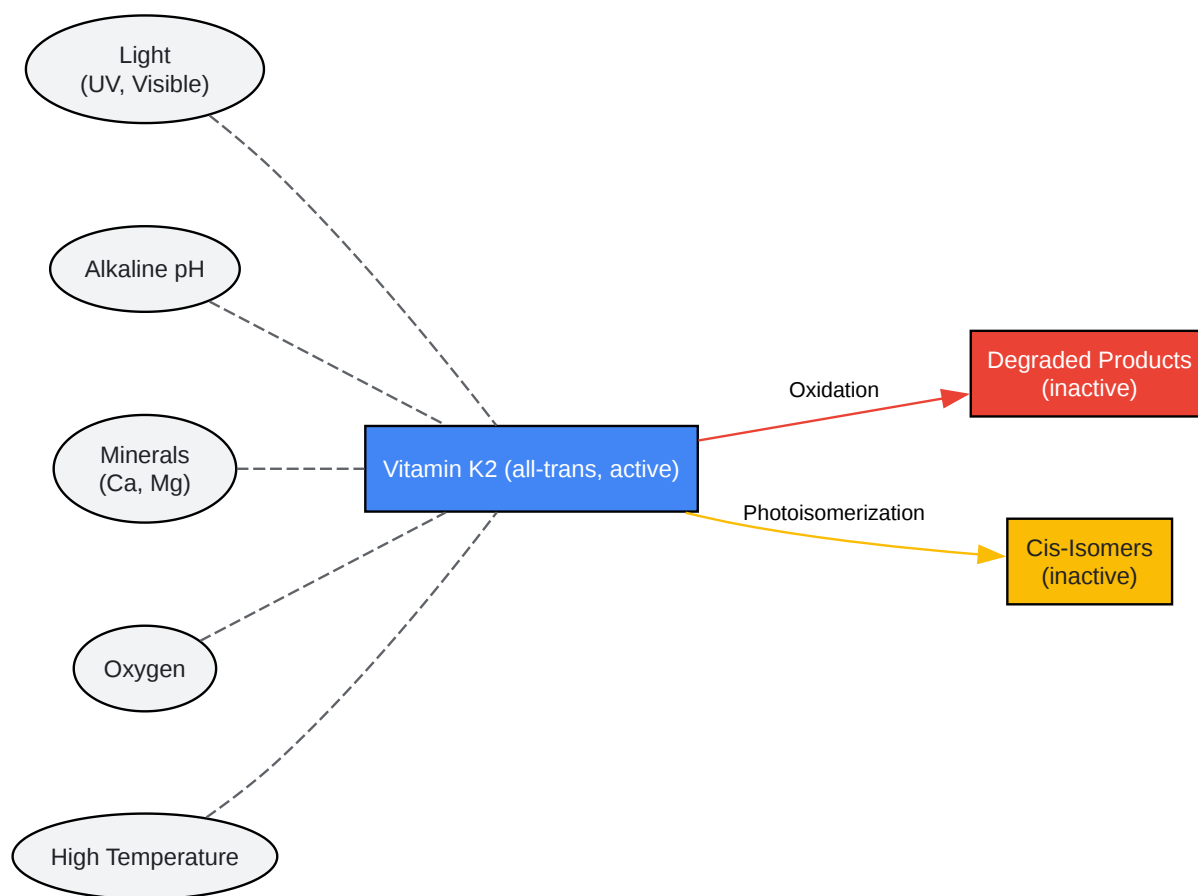 Light
(UV, Visible)
Alkaline pH
Minerals
(Ca, Mg)
Oxygen
High Temperature
Vitamin K2 (all-trans, active)
Oxidation
Photoisomerization
Degraded Products
(inactive)
Cis-Isomers
(inactive)